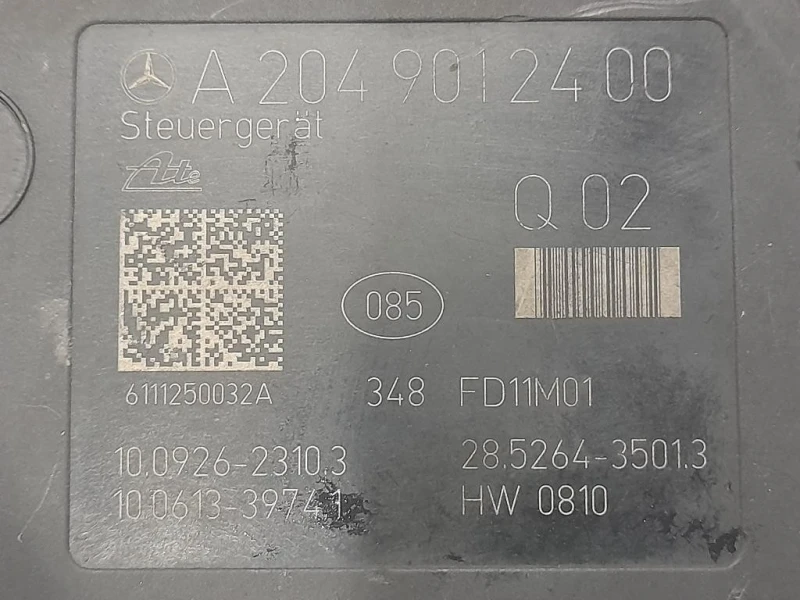 A 204 901 24 00
Steuergerät
Ate
Q 02
085
6111250032A
348 FD11M01
10.0926-2310.3
28.5264-3501.3
10.0613-3974.1
HW 0810